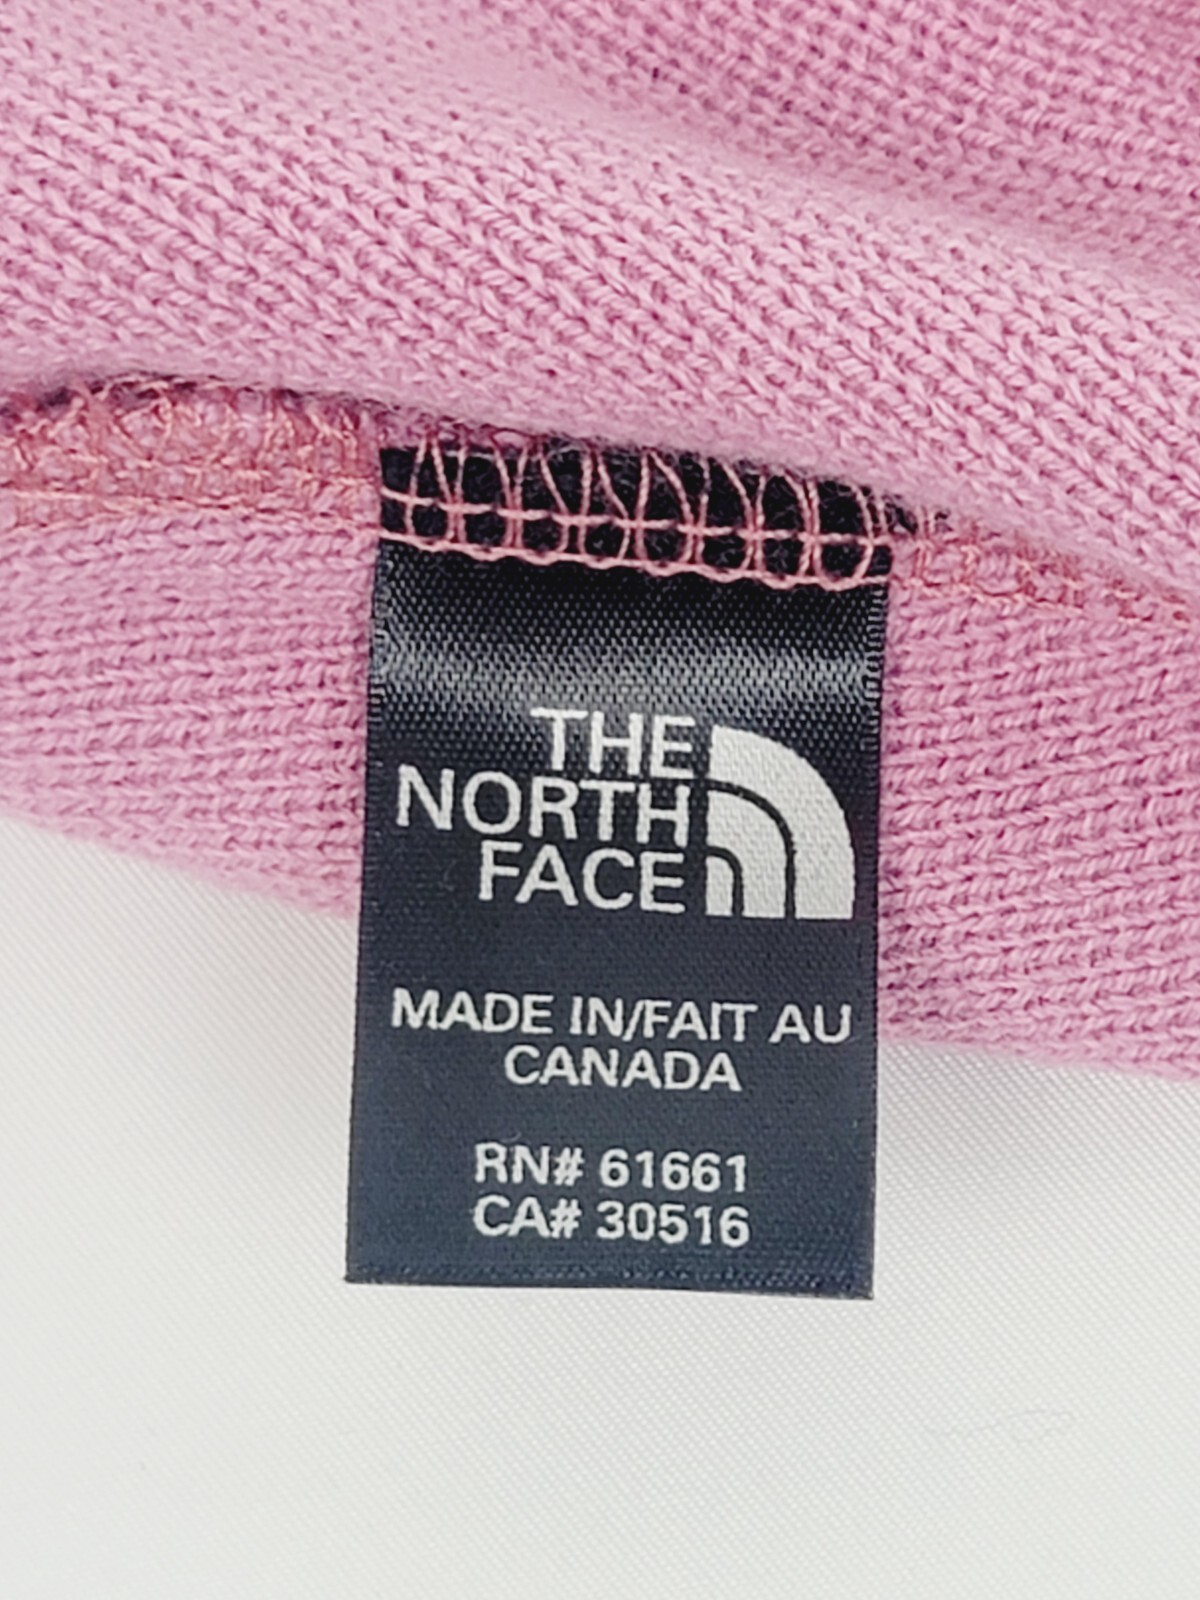 THE
NORTH
FACE
MADE IN/FAIT AU
CANADA
RN# 61661
CA# 30516